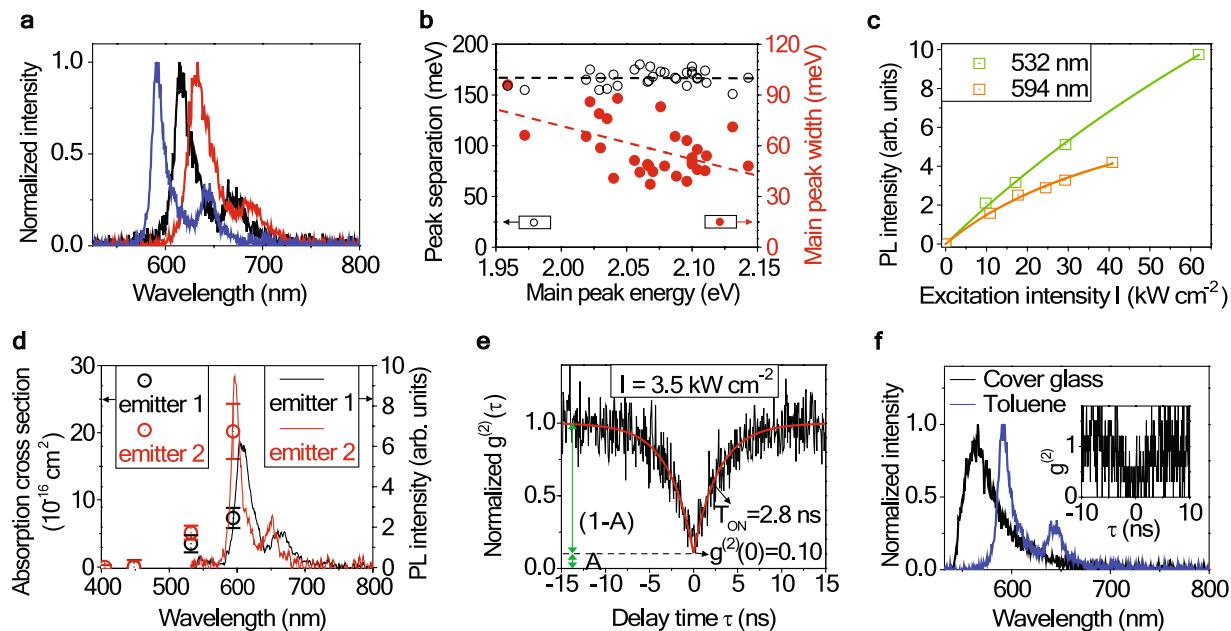 a
1.0
0.5
0.0
Normalized intensity
600
700
800
Wavelength (nm)
b
200
175
150
125
100
75
50
25
0
Peak separation (meV)
120
90
60
30
0
Main peak width (meV)
1.95
2.00
2.05
2.10
2.15
Main peak energy (eV)
c
10
8
6
4
2
0
PL intensity (arb. units)
532 nm
594 nm
0
10
20
30
40
50
60
Excitation intensity I (kW cm⁻²)
d
30
20
10
0
Absorption cross section
(10⁻¹⁶ cm²)
emitter 1
emitter 2
emitter 1
emitter 2
10
8
6
4
2
0
PL intensity (arb. units)
400
500
600
700
800
Wavelength (nm)
e
I = 3.5 kW cm⁻²
1.0
0.5
0.0
Normalized g⁽²⁾(τ)
(1-A)
A
T_ON=2.8 ns
g⁽²⁾(0)=0.10
-15
-10
-5
0
5
10
15
Delay time τ (ns)
f
Cover glass
Toluene
1.0
0.5
0.0
Normalized intensity
1
0
g⁽²⁾
-10
0
10
τ (ns)
600
700
800
Wavelength (nm)